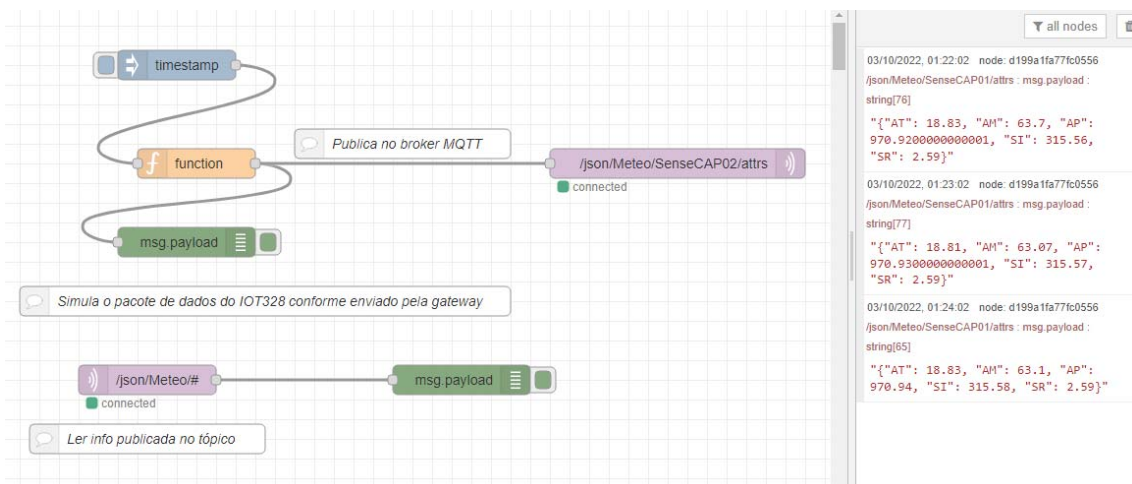 timestamp
Publica no broker MQTT
function
/json/Meteo/SenseCAP02/attrs
connected
msg.payload
Simula o pacote de dados do IOT328 conforme enviado pela gateway
/json/Meteo/#
msg.payload
connected
Ler info publicada no tópico
all nodes
03/10/2022, 01:22:02 node: d199a1fa77fc0556
/json/Meteo/SenseCAP01/attrs : msg.payload :
string[76]
"{"AT": 18.83, "AM": 63.7, "AP":
970.9200000000001, "SI": 315.56,
"SR": 2.59}"
03/10/2022, 01:23:02 node: d199a1fa77fc0556
/json/Meteo/SenseCAP01/attrs : msg.payload :
string[77]
"{"AT": 18.81, "AM": 63.07, "AP":
970.9300000000001, "SI": 315.57,
"SR": 2.59}"
03/10/2022, 01:24:02 node: d199a1fa77fc0556
/json/Meteo/SenseCAP01/attrs : msg.payload :
string[65]
"{"AT": 18.83, "AM": 63.1, "AP":
970.94, "SI": 315.58, "SR": 2.59}"